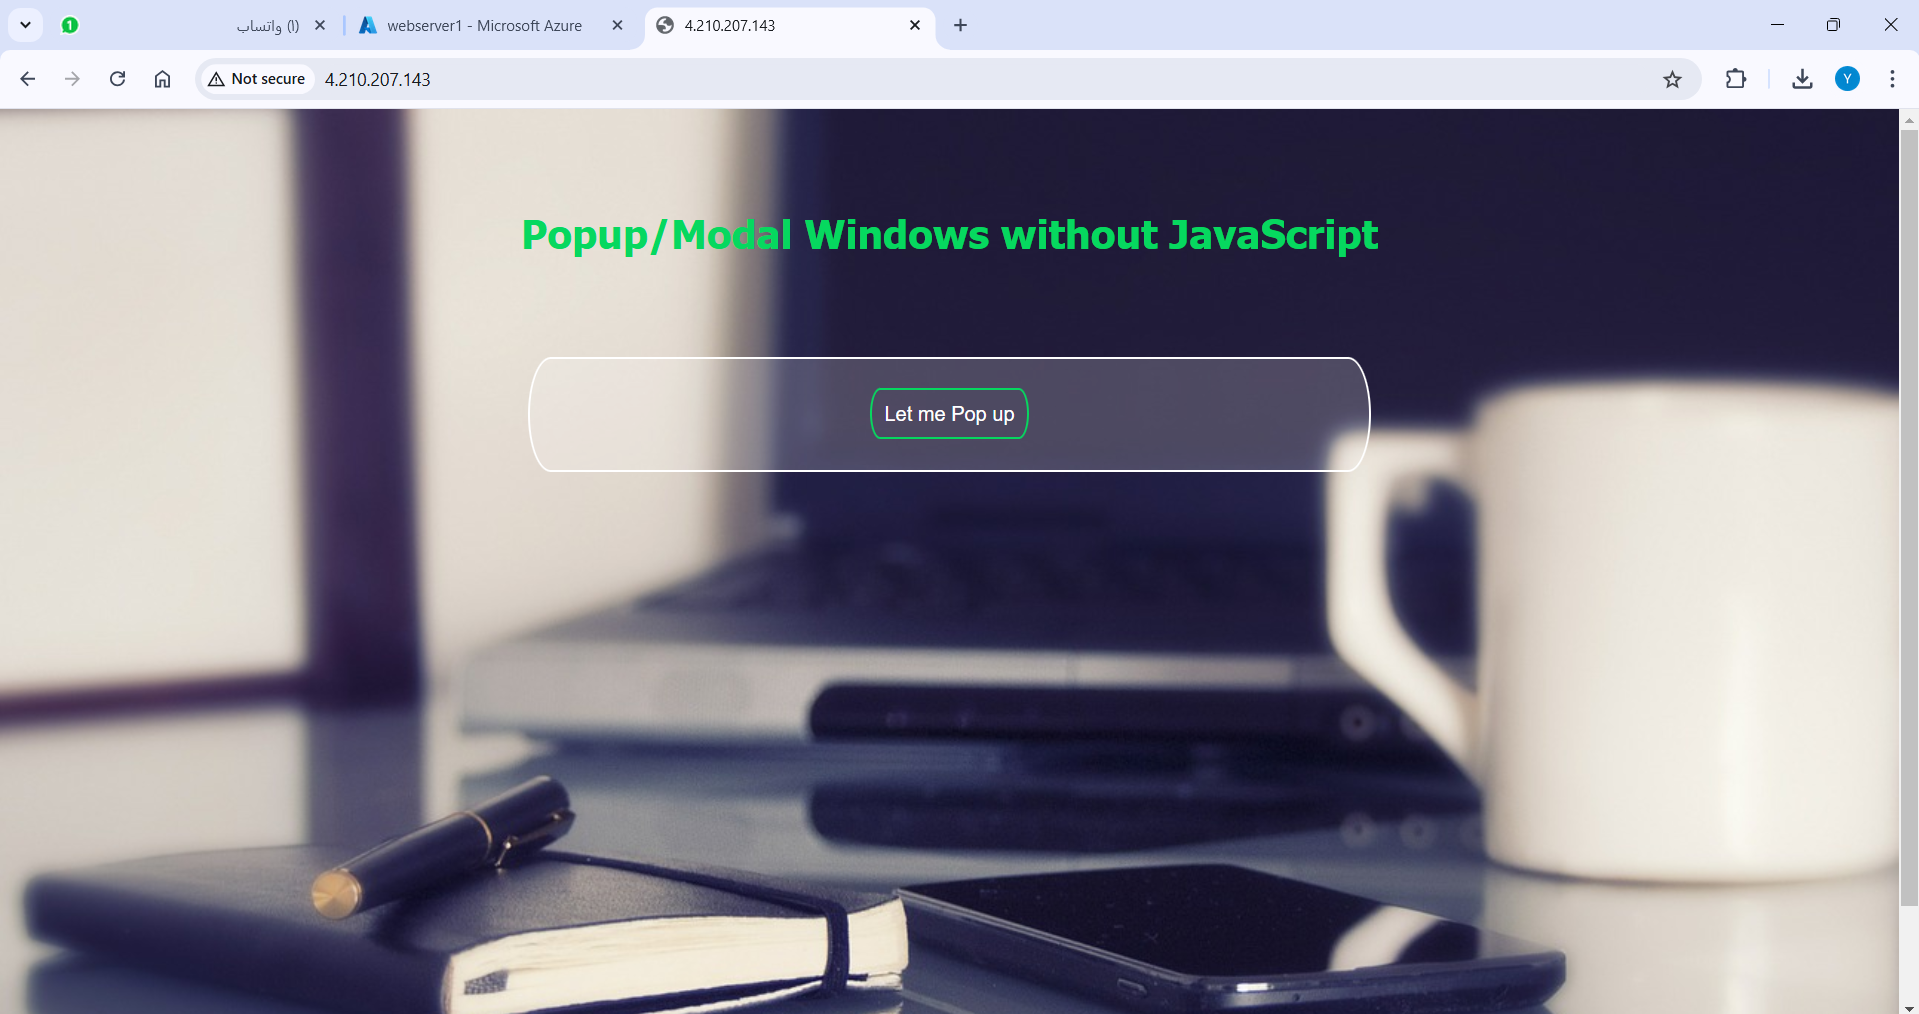 1
(١) واتساب
webserver1 - Microsoft Azure
4.210.207.143
Not secure
4.210.207.143
Y
Popup/Modal Windows without JavaScript
Let me Pop up